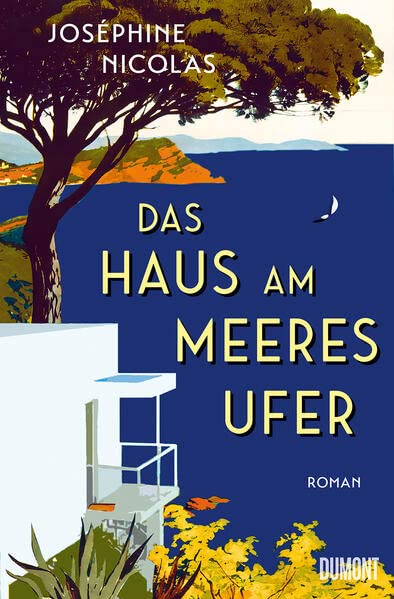 JOSÉPHINE
NICOLAS
DAS
HAUS AM
MEERES
UFER
ROMAN
DUMONT